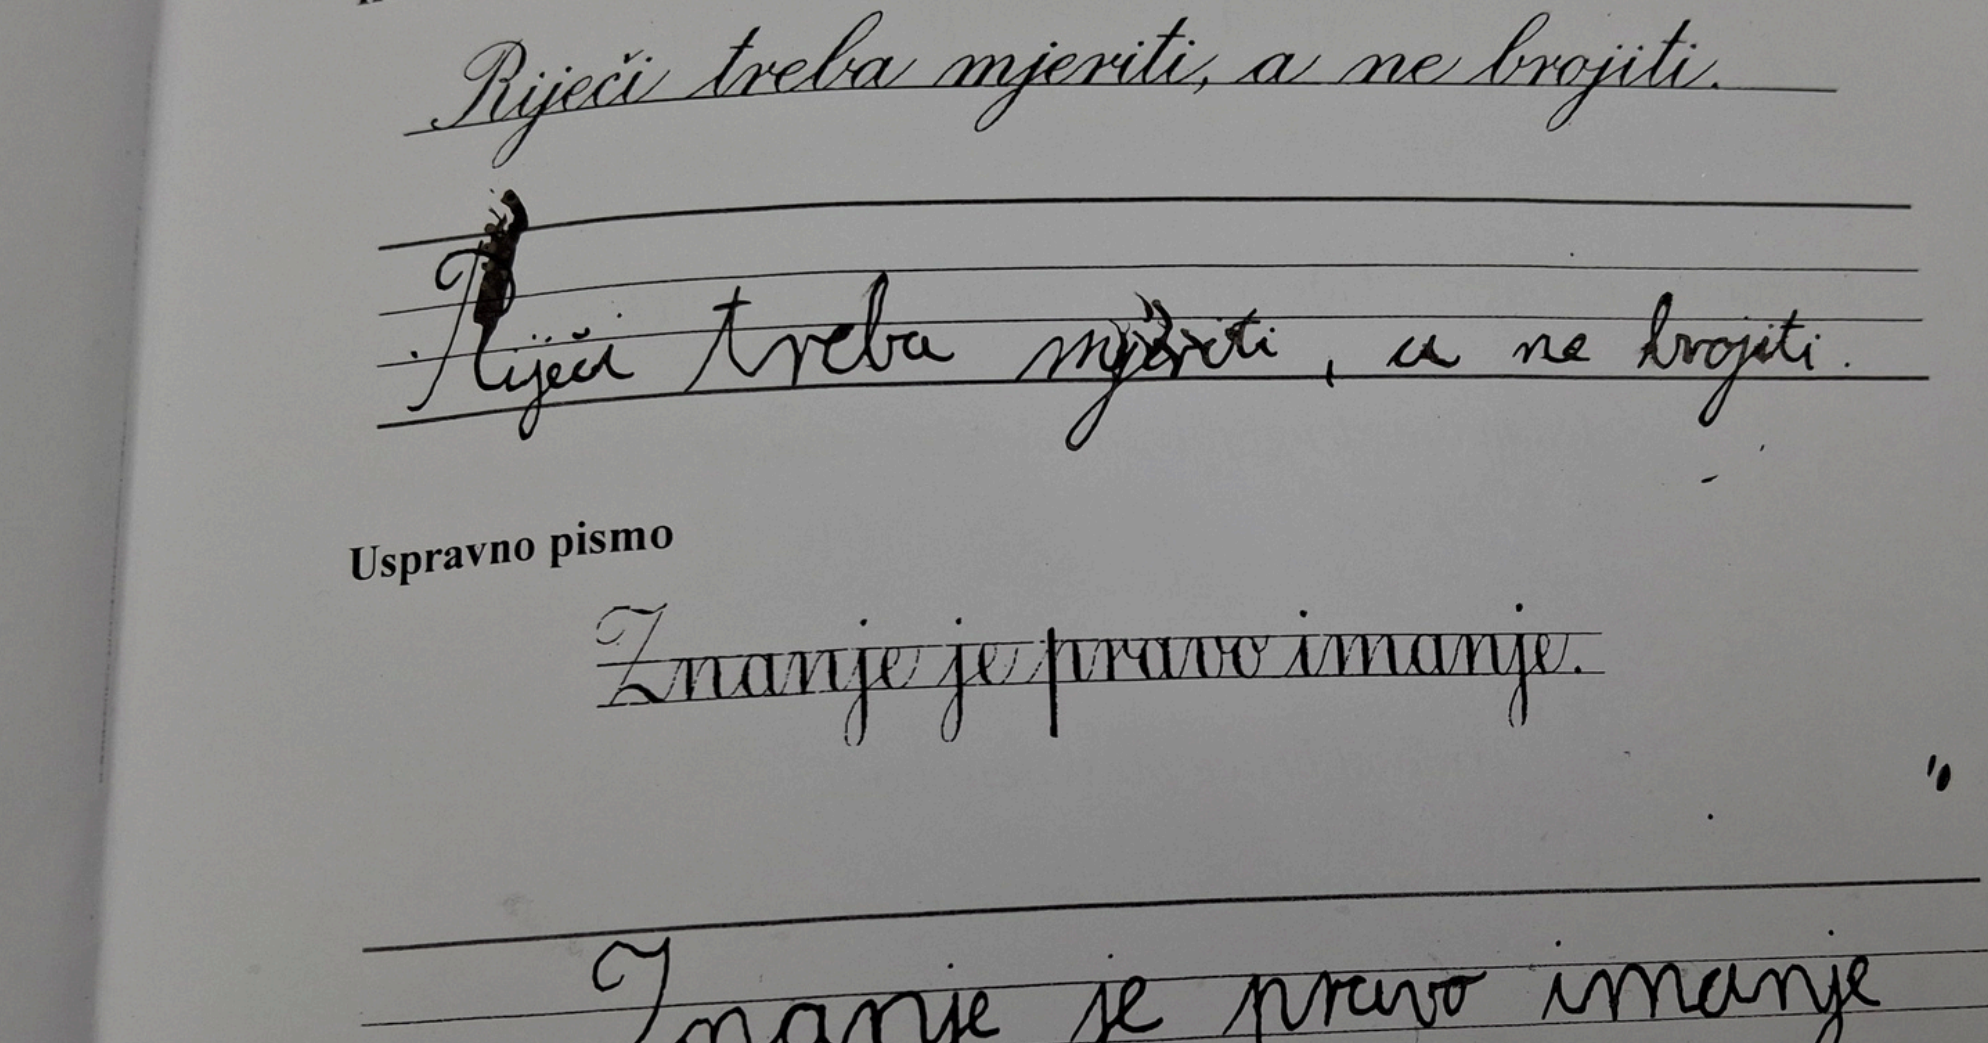 Riječi treba mjeriti, a ne brojiti.
Riječi treba mjeriti, a ne brojiti.
Uspravno pismo
Znanje je pravo imanje.
Znanje je pravo imanje